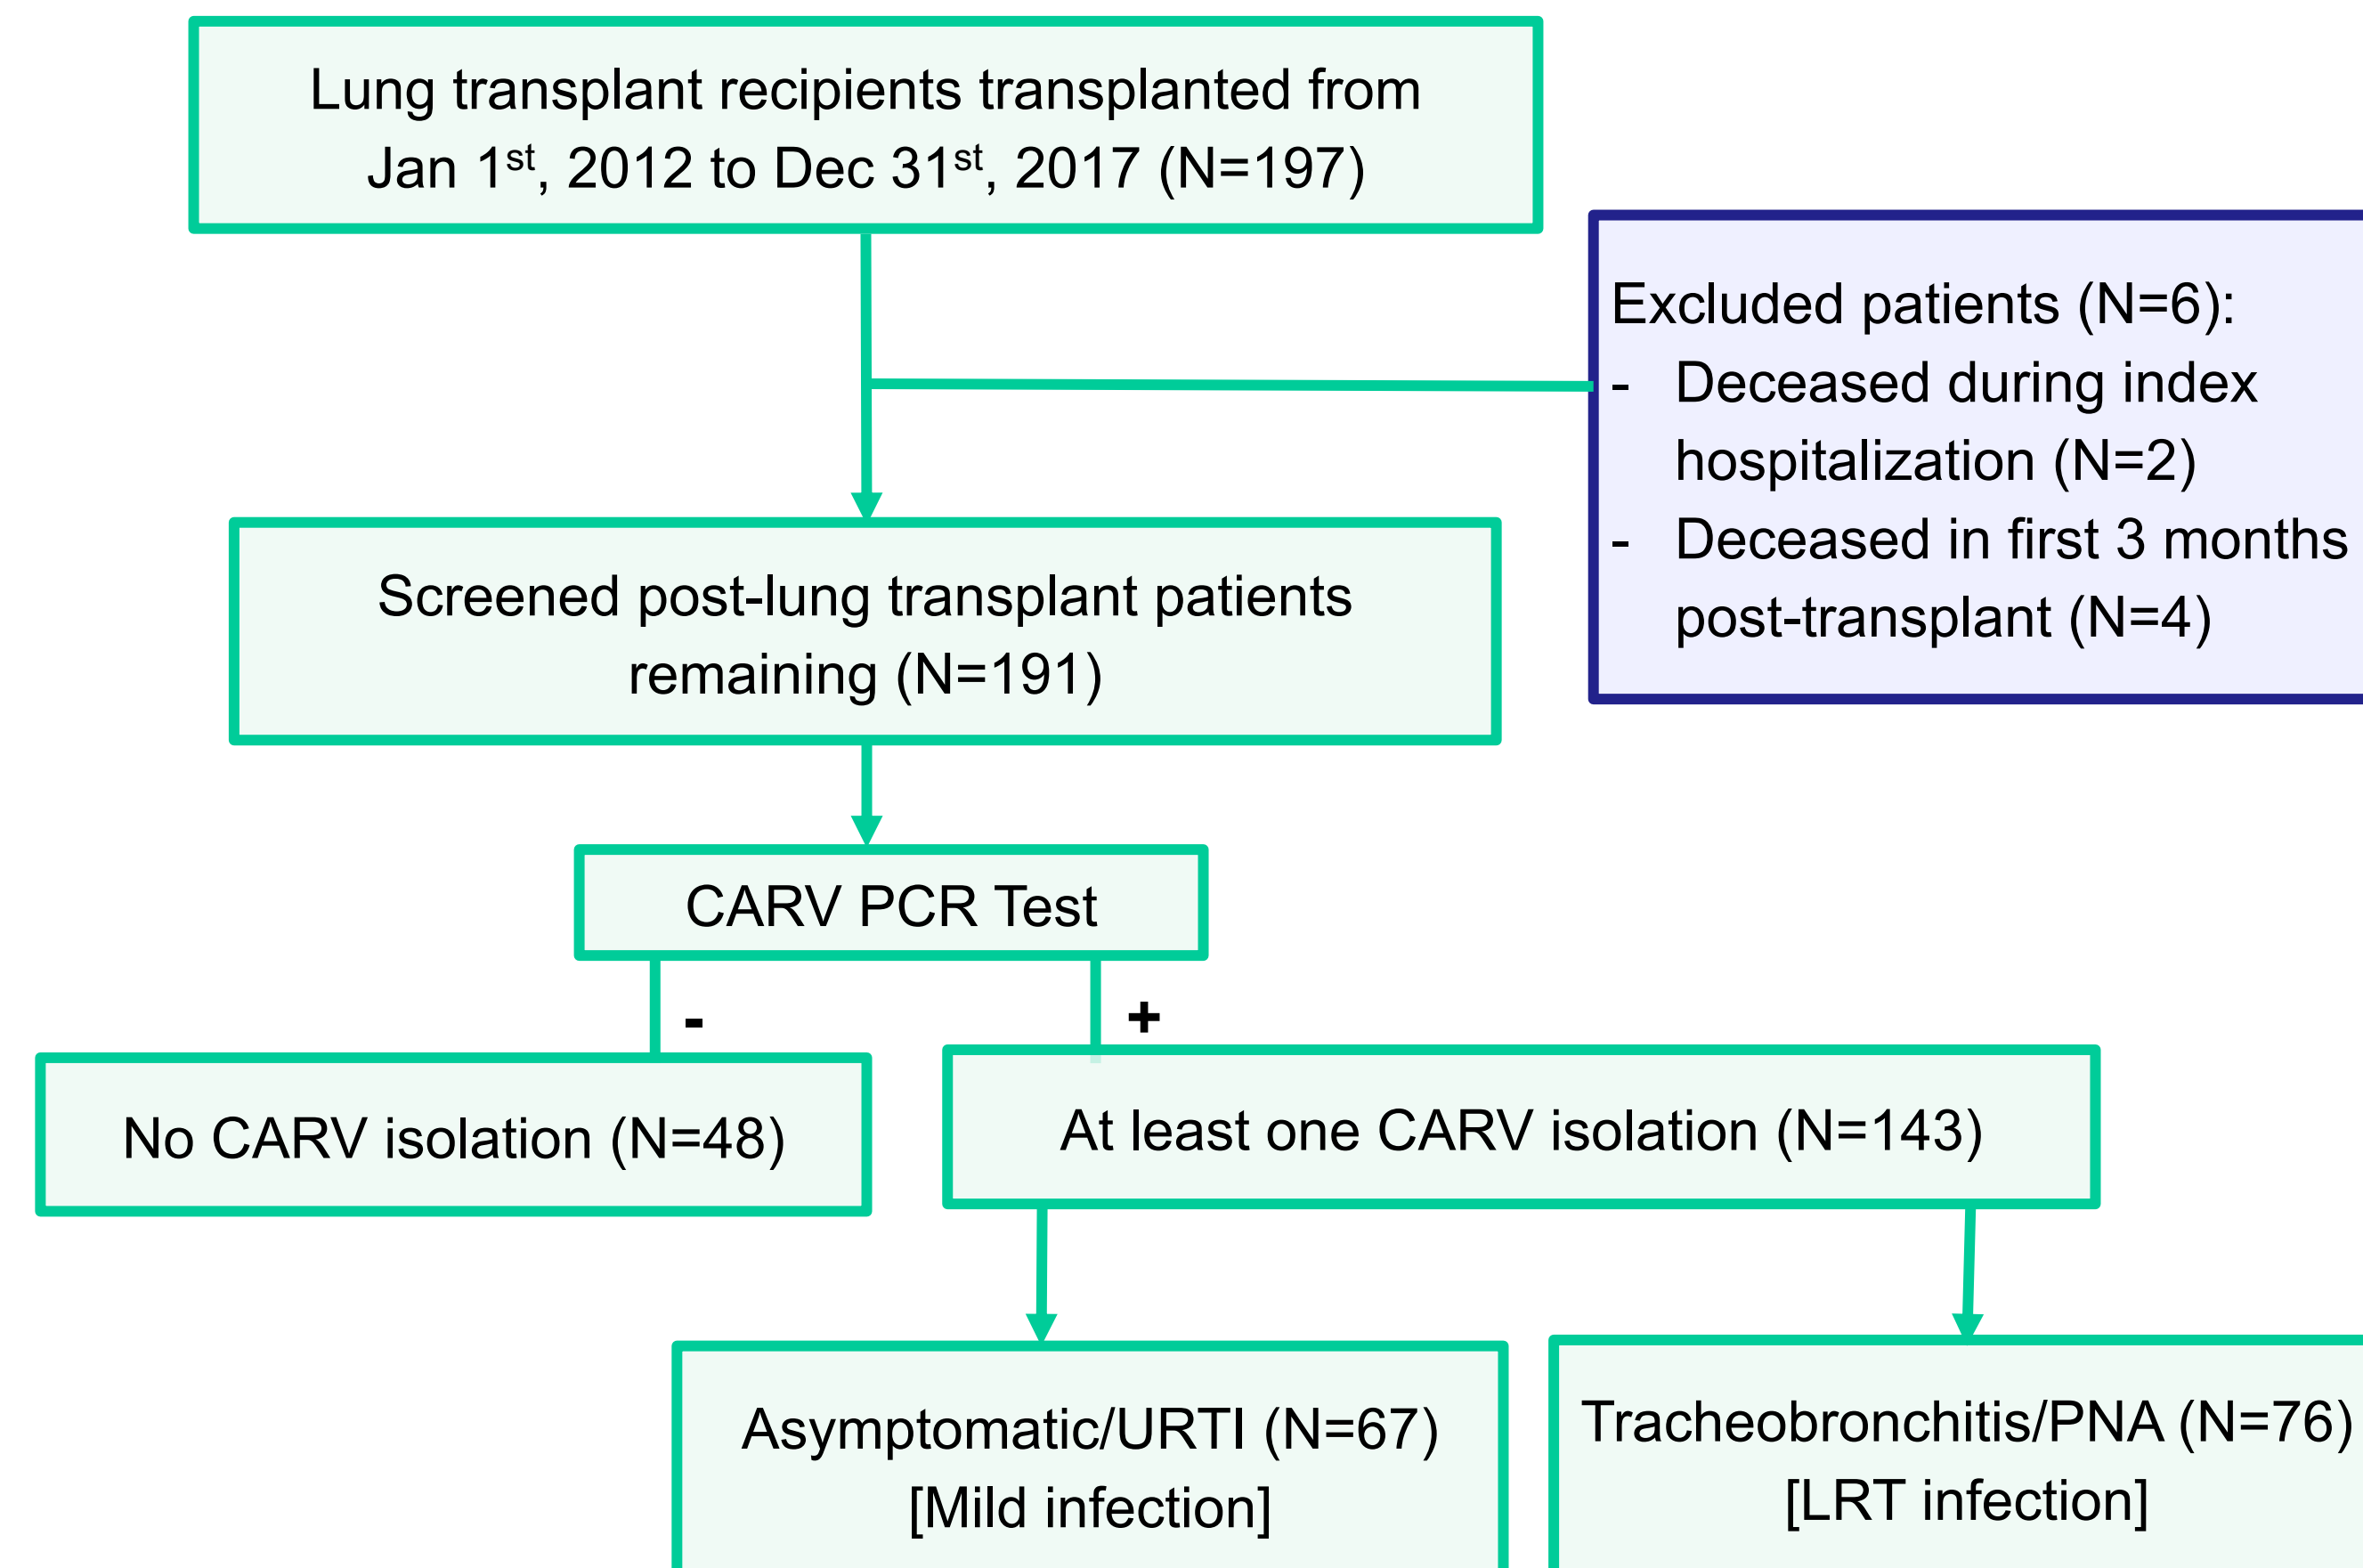 Lung transplant recipients transplanted from
Jan 1st, 2012 to Dec 31st, 2017 (N=197)
Excluded patients (N=6):
- Deceased during index
hospitalization (N=2)
- Deceased in first 3 months
post-transplant (N=4)
Screened post-lung transplant patients
remaining (N=191)
CARV PCR Test
-
+
No CARV isolation (N=48)
At least one CARV isolation (N=143)
Asymptomatic/URTI (N=67)
[Mild infection]
Tracheobronchitis/PNA (N=76)
[LRT infection]